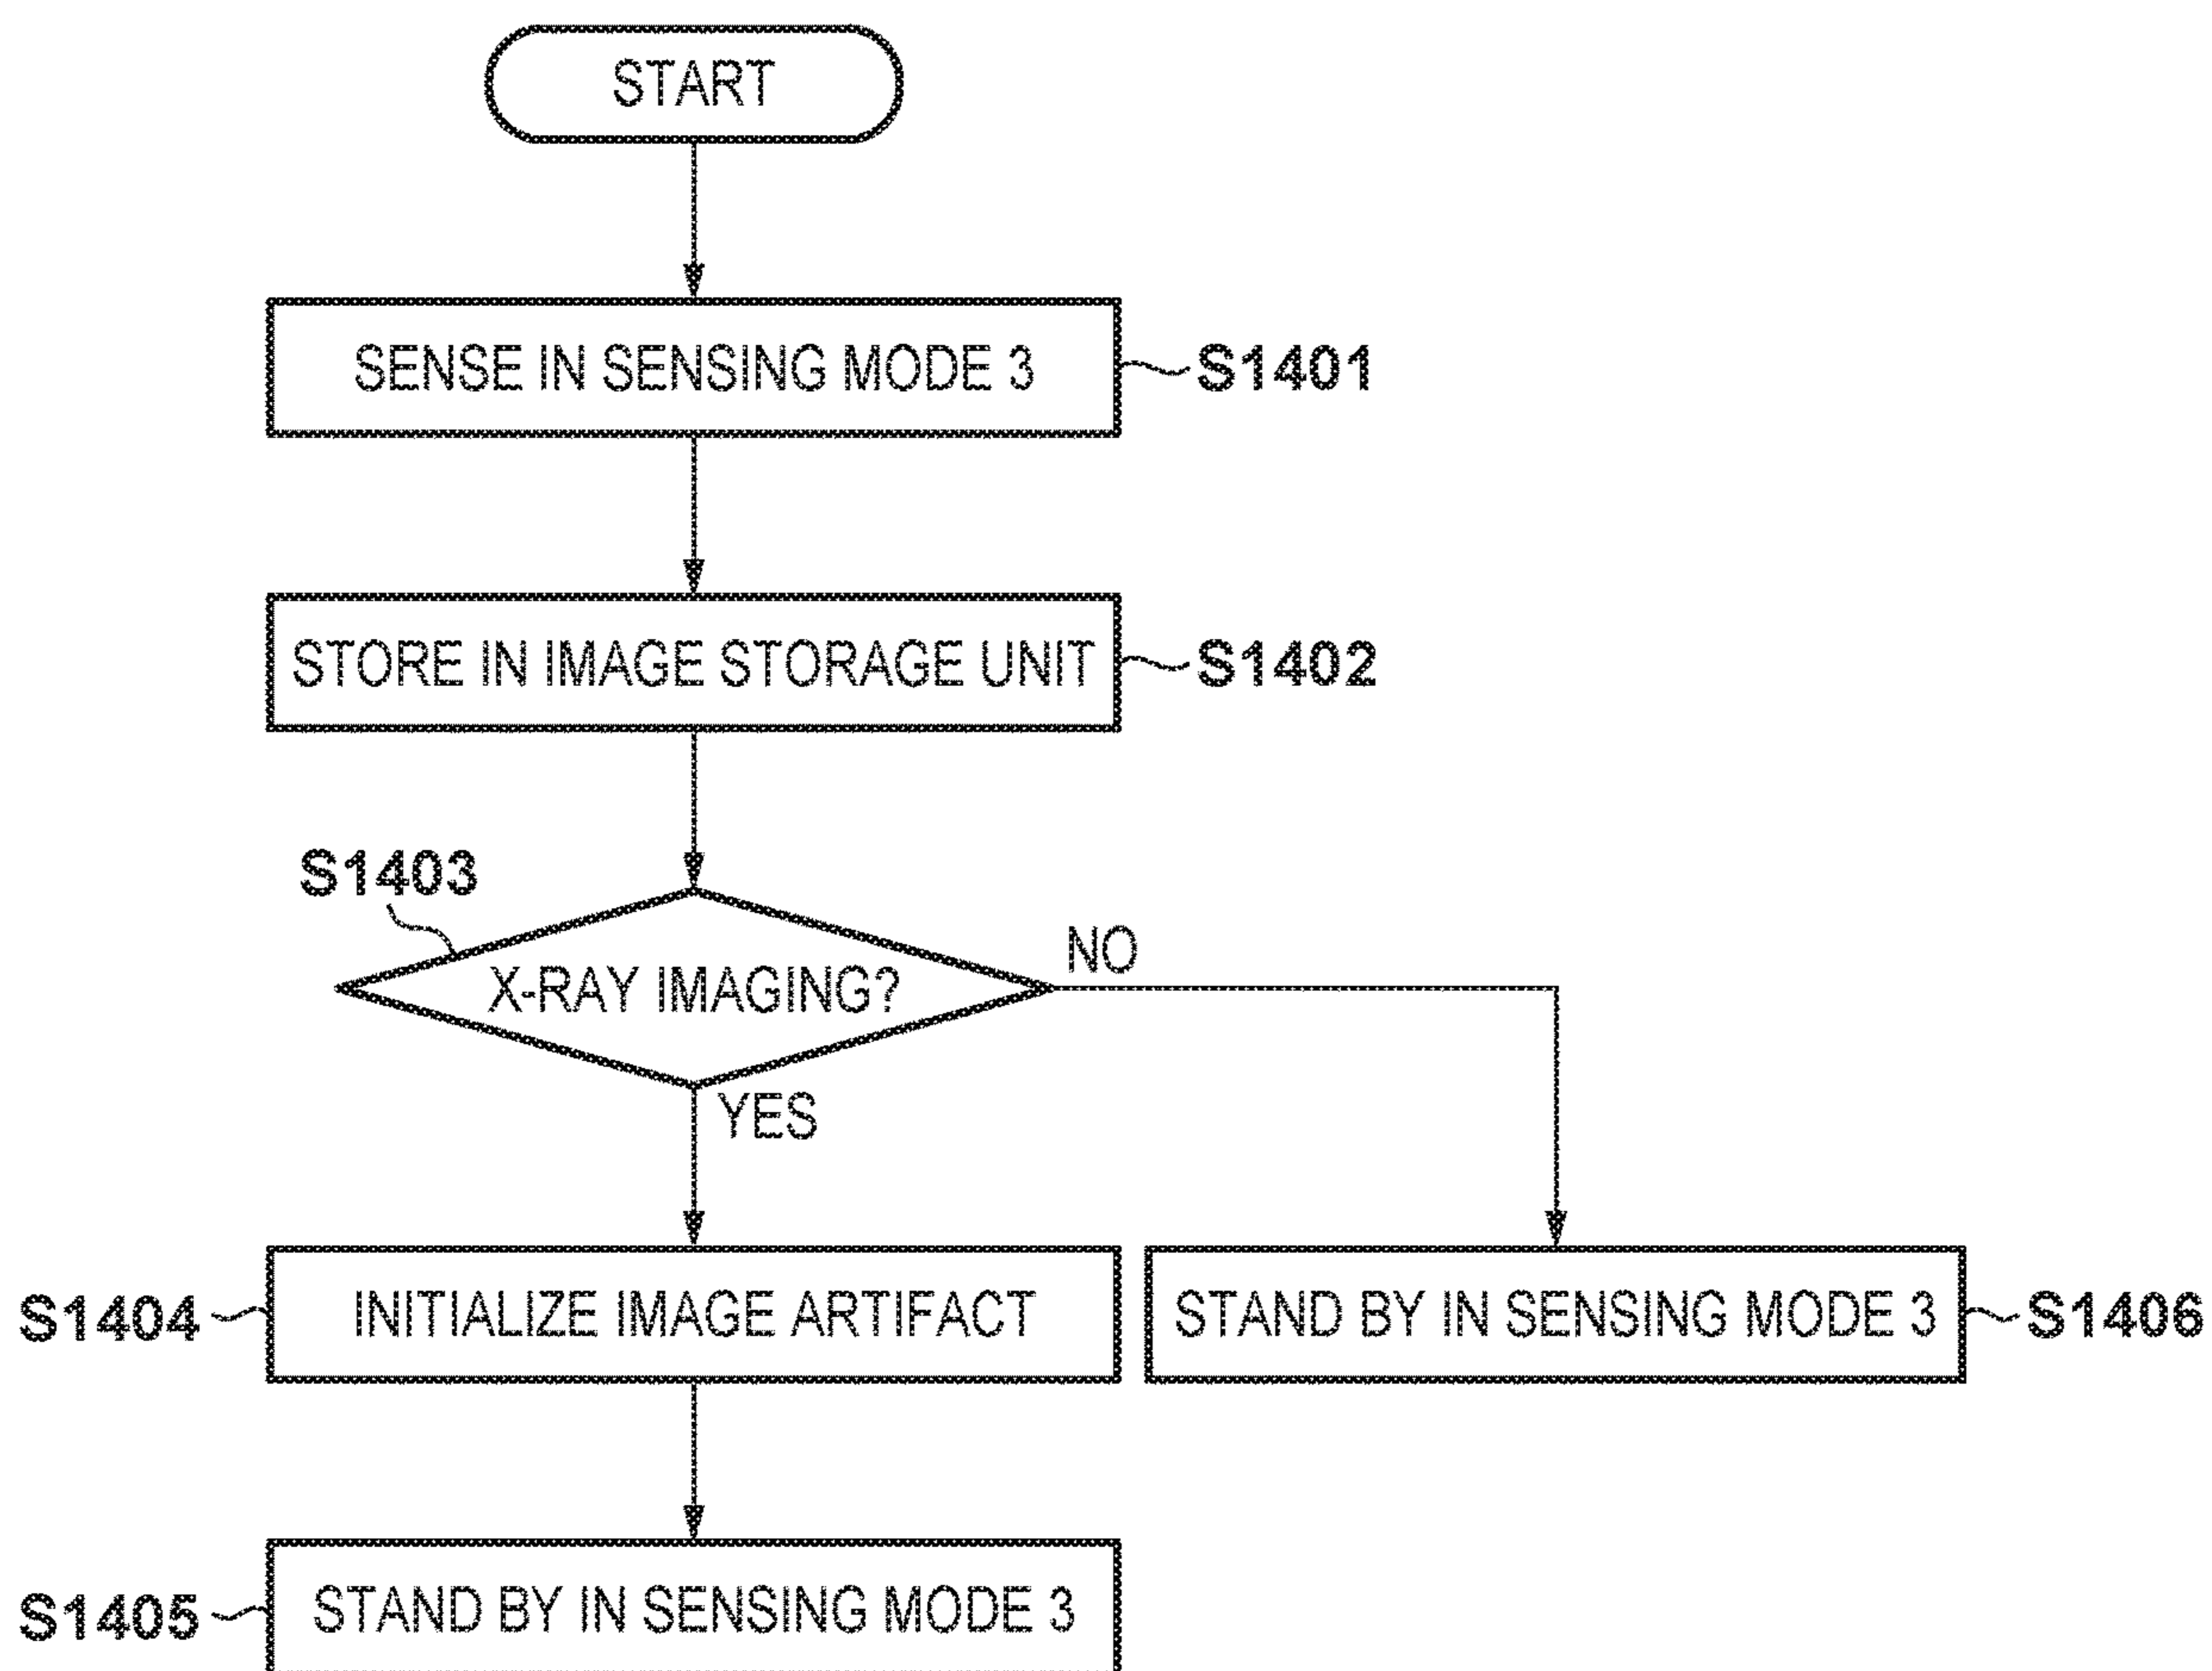 START
SENSE IN SENSING MODE 3
S1401
STORE IN IMAGE STORAGE UNIT
S1402
S1403
X-RAY IMAGING?
NO
YES
S1404
INITIALIZE IMAGE ARTIFACT
STAND BY IN SENSING MODE 3
S1406
S1405
STAND BY IN SENSING MODE 3